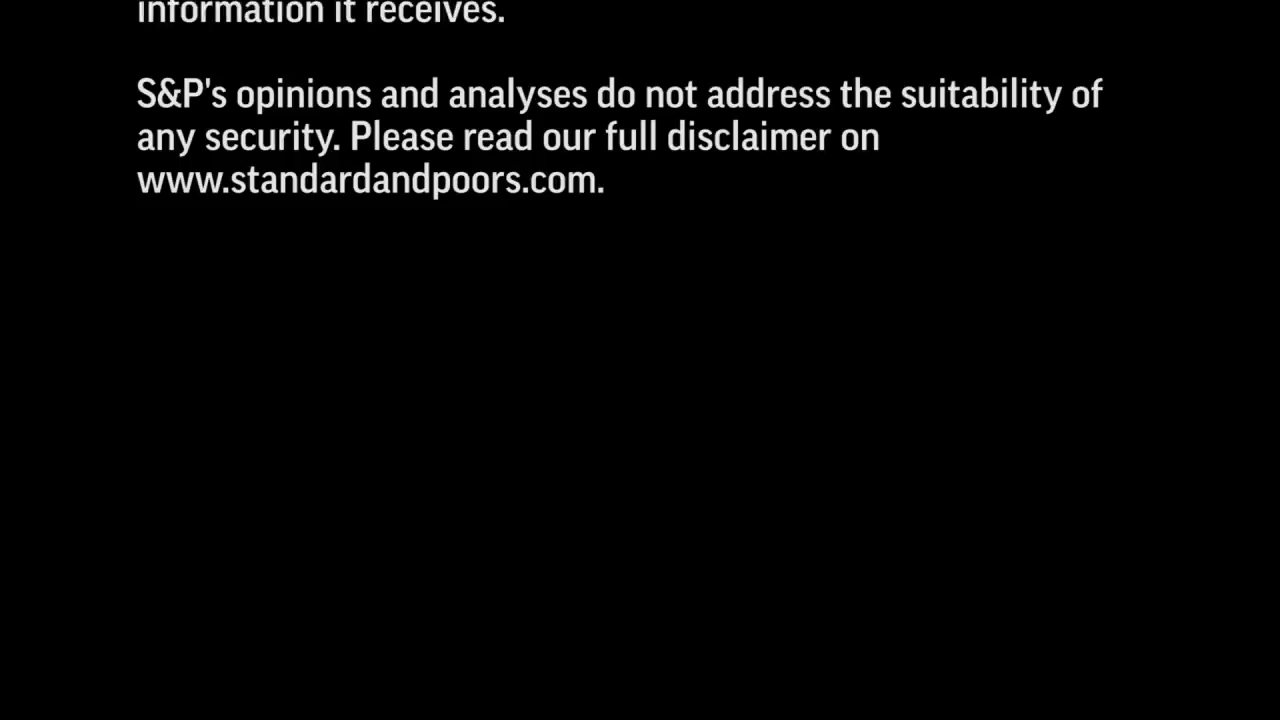 information it receives.
S&P's opinions and analyses do not address the suitability of
any security. Please read our full disclaimer on
www.standardandpoors.com.